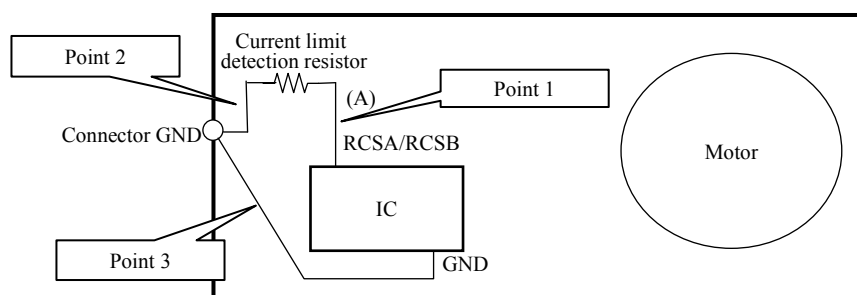 Current limit
detection resistor
Point 2
(A)
Point 1
Connector GND
RCSA/RCSB
Motor
IC
Point 3
GND